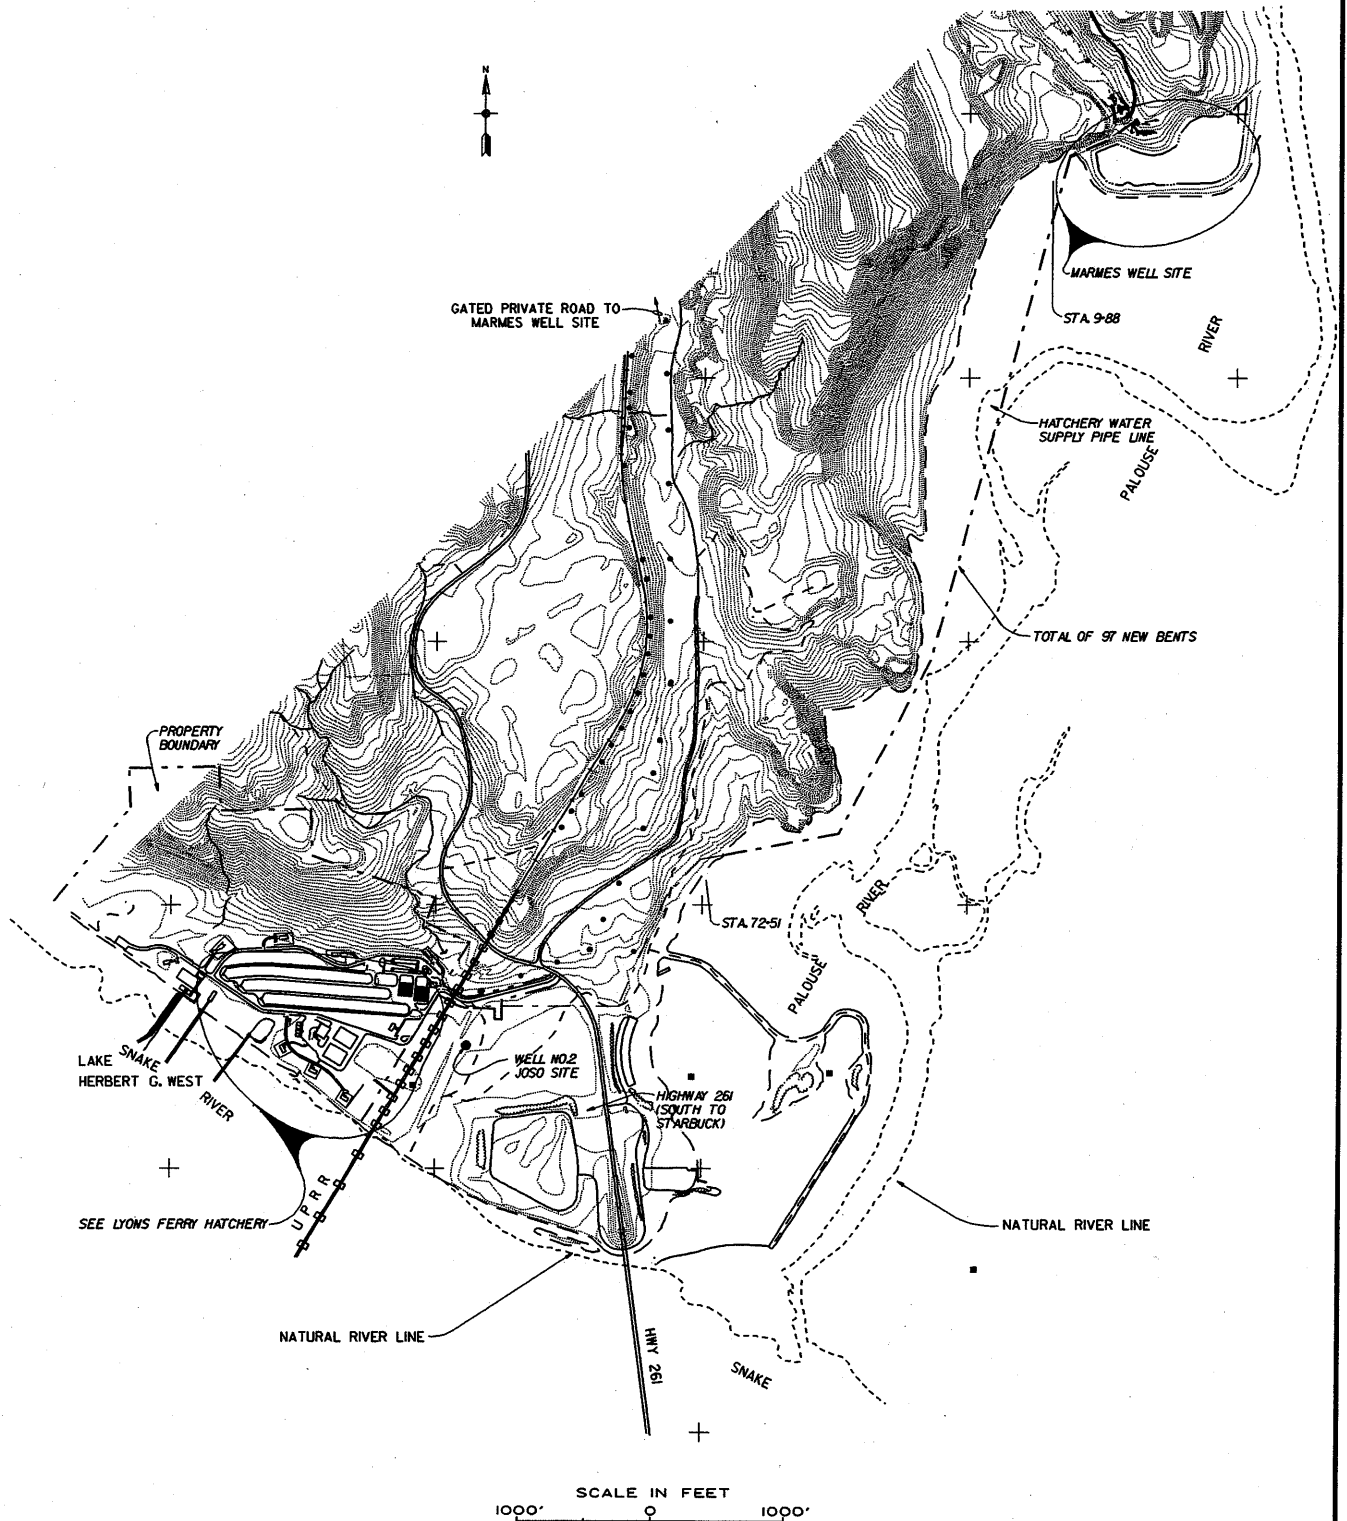 N
MARMES WELL SITE
STA. 9+88
GATED PRIVATE ROAD TO
MARMES WELL SITE
RIVER
HATCHERY WATER
SUPPLY PIPE LINE
PALOUSE
TOTAL OF 97 NEW BENTS
PROPERTY
BOUNDARY
RIVER
STA. 72+51
PALOUSE
WELL NO.2
JOSO SITE
LAKE
SNAKE
HERBERT G. WEST
RIVER
HIGHWAY 261
(SOUTH TO
STARBUCK)
UPRR
SEE LYONS FERRY HATCHERY
NATURAL RIVER LINE
NATURAL RIVER LINE
HWY 261
SNAKE
SCALE IN FEET
1000' 0 1000'